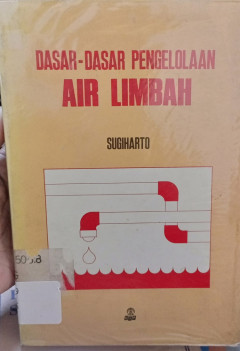 DASAR-DASAR PENGELOLAAN
AIR LIMBAH
SUGIHARTO